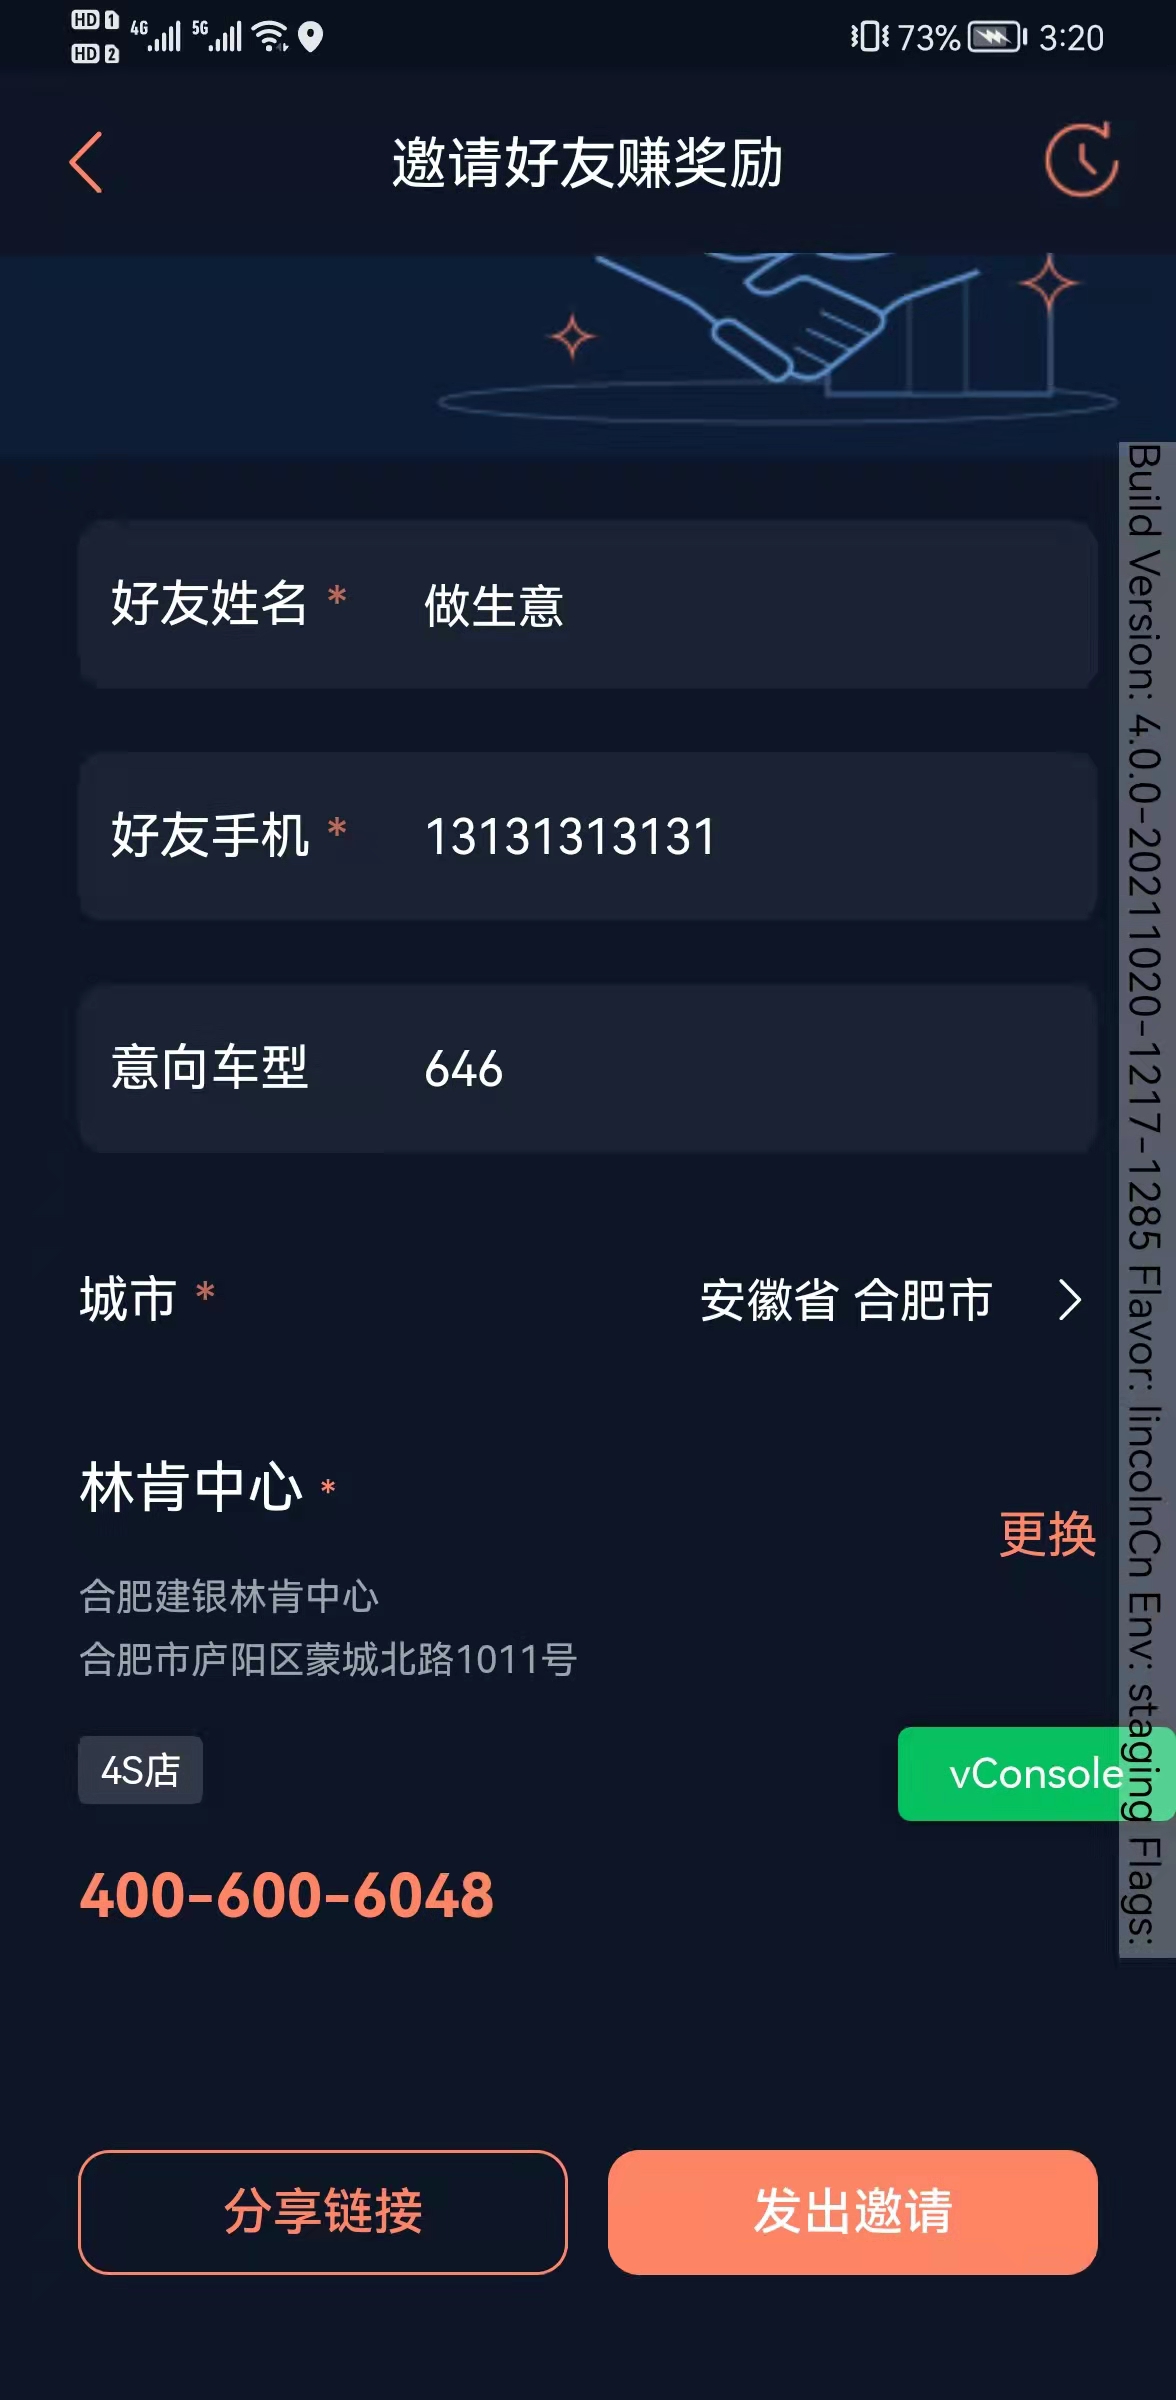 HD 1 4G 5G 73% 3:20
HD 2
邀请好友赚奖励
好友姓名 * 做生意
好友手机 * 13131313131
意向车型 646
城市 * 安徽省 合肥市
林肯中心 *
更换
合肥建银林肯中心
合肥市庐阳区蒙城北路1011号
4S店
vConsole
400-600-6048
分享链接 发出邀请
Build Version: 4.0.0-20211020-1217-1285 Flavor: lincolnCn Env: staging Flags: